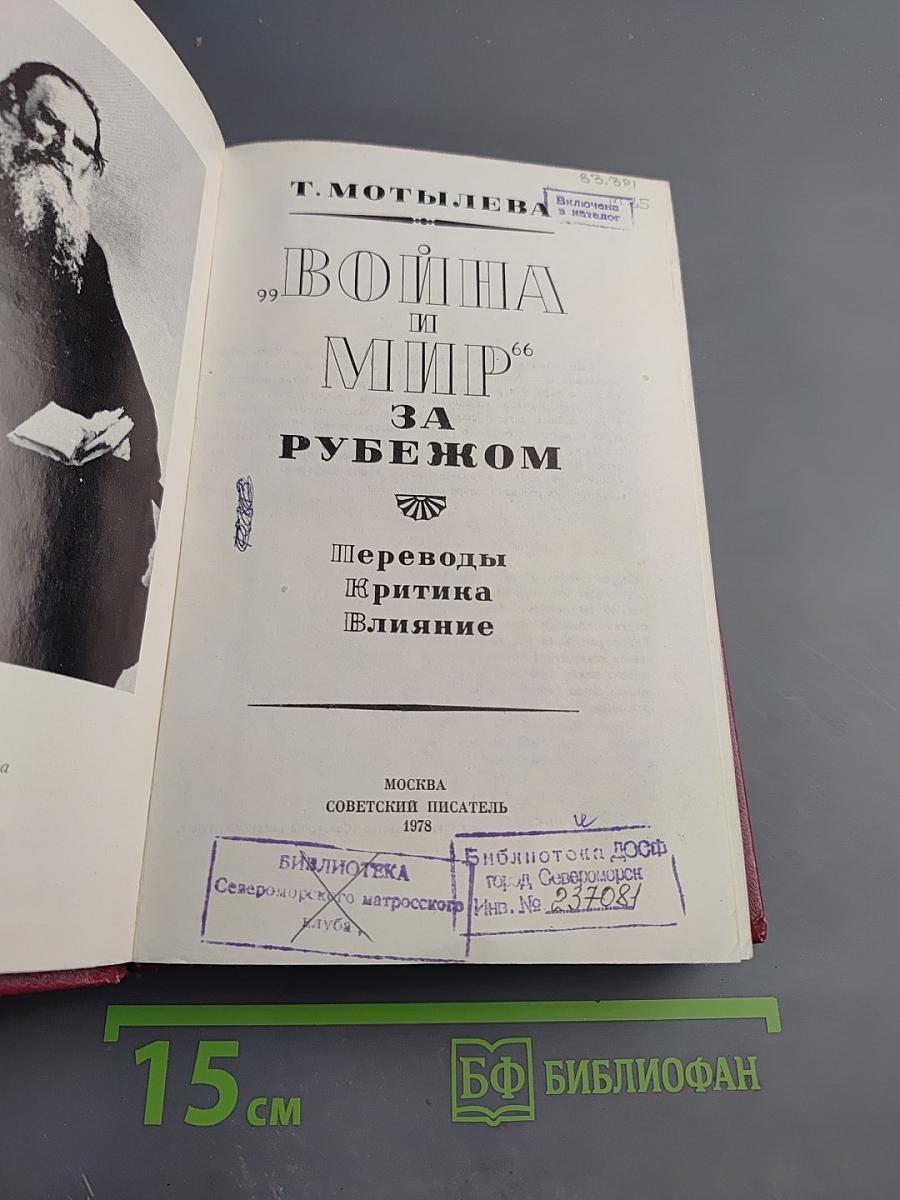 83.3P1
Т. МОТЫЛЕВА
Включена
в каталог
„ВОЙНА
И
МИР“
ЗА
РУБЕЖОМ
Переводы
Критика
Влияние
а
МОСКВА
СОВЕТСКИЙ ПИСАТЕЛЬ
1978
БИБЛИОТЕКА
Североморского матросского
клуба
Библиотека ДОСФ
город Североморск
Инв. № 237081
15 см
БФ БИБЛИОФАН